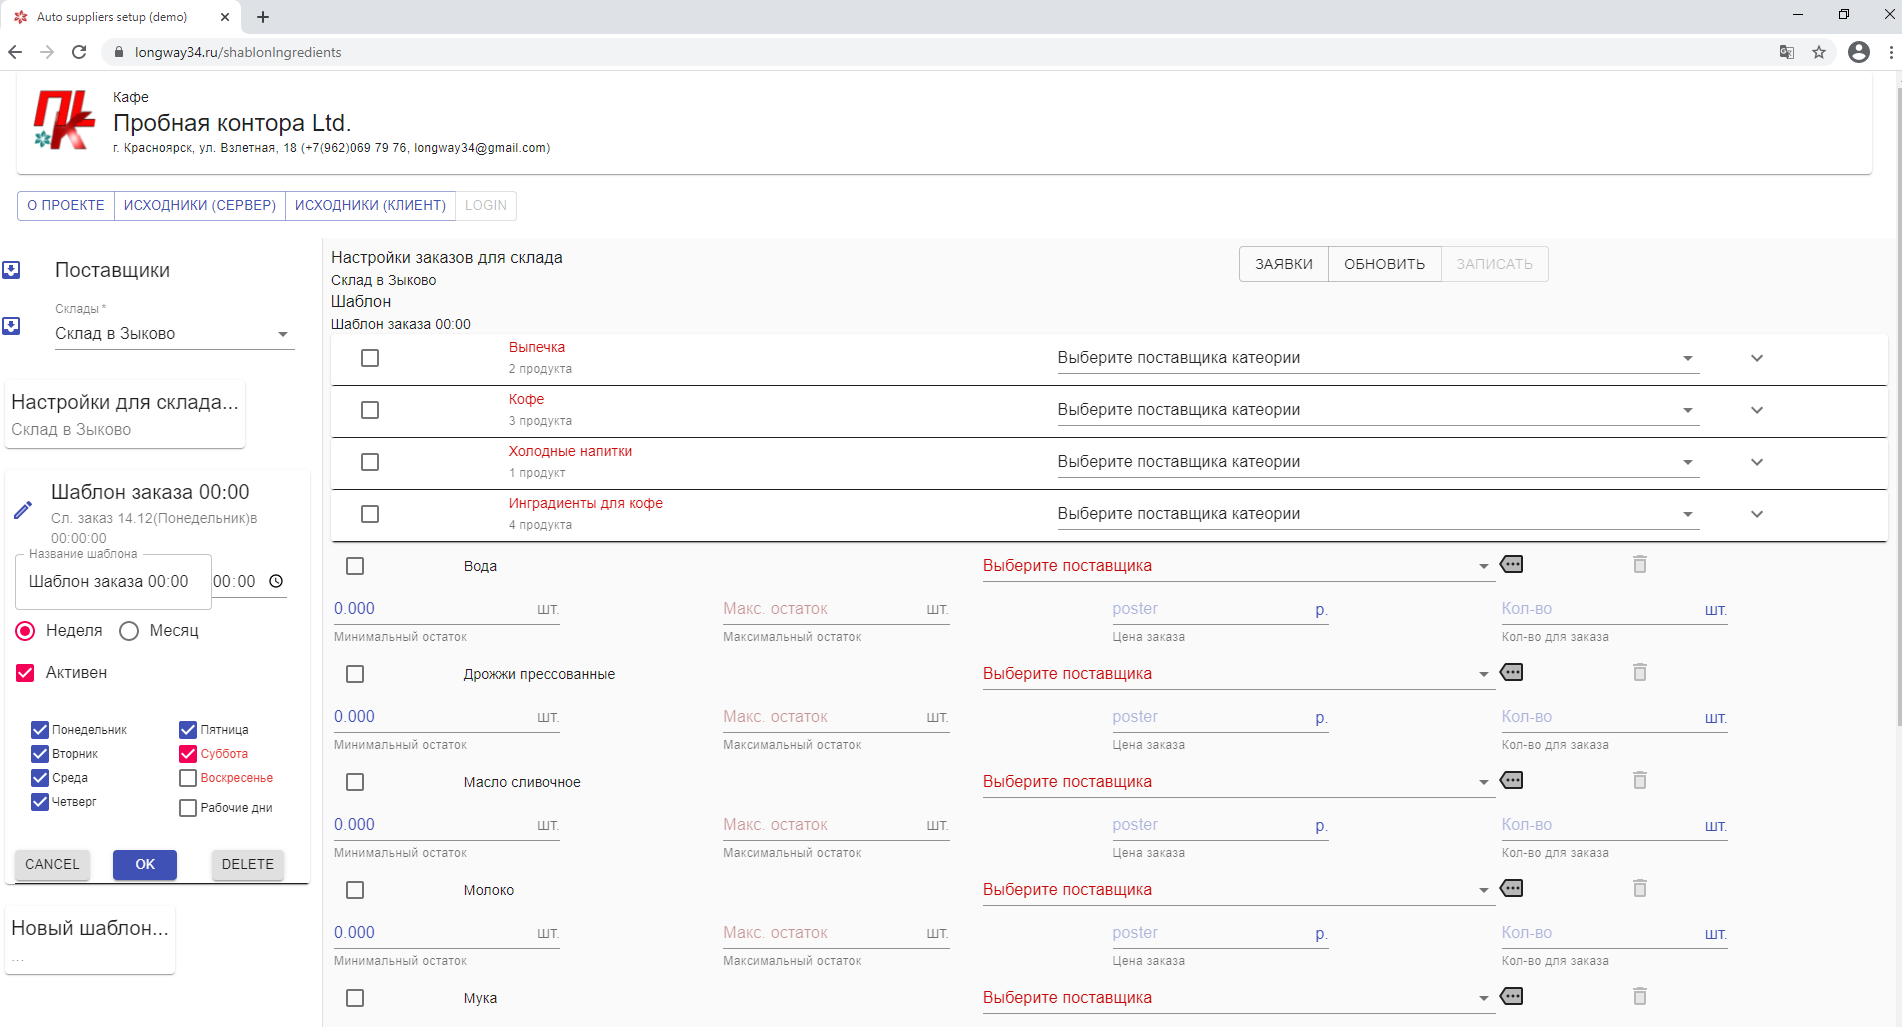 Auto suppliers setup (demo)
longway34.ru/shablonIngredients
Кафе
Пробная контора Ltd.
г. Красноярск, ул. Взлетная, 18 (+7(962)069 79 76, longway34@gmail.com)
О ПРОЕКТЕ
ИСХОДНИКИ (СЕРВЕР)
ИСХОДНИКИ (КЛИЕНТ)
LOGIN
Поставщики
Склады *
Склад в Зыково
Настройки для склада...
Склад в Зыково
Шаблон заказа 00:00
Сл. заказ 14.12(Понедельник)в
00:00:00
Название шаблона
Шаблон заказа 00:00
00:00
Неделя
Месяц
Активен
Понедельник
Пятница
Вторник
Суббота
Среда
Воскресенье
Четверг
Рабочие дни
CANCEL
OK
DELETE
Новый шаблон...
...
Настройки заказов для склада
Склад в Зыково
Шаблон
Шаблон заказа 00:00
ЗАЯВКИ
ОБНОВИТЬ
ЗАПИСАТЬ
Выпечка
2 продукта
Выберите поставщика катеории
Кофе
3 продукта
Выберите поставщика катеории
Холодные напитки
1 продукт
Выберите поставщика катеории
Инградиенты для кофе
4 продукта
Выберите поставщика катеории
Вода
Выберите поставщика
0.000 шт.
Макс. остаток шт.
poster р.
Кол-во шт.
Минимальный остаток
Максимальный остаток
Цена заказа
Кол-во для заказа
Дрожжи прессованные
Выберите поставщика
0.000 шт.
Макс. остаток шт.
poster р.
Кол-во шт.
Минимальный остаток
Максимальный остаток
Цена заказа
Кол-во для заказа
Масло сливочное
Выберите поставщика
0.000 шт.
Макс. остаток шт.
poster р.
Кол-во шт.
Минимальный остаток
Максимальный остаток
Цена заказа
Кол-во для заказа
Молоко
Выберите поставщика
0.000 шт.
Макс. остаток шт.
poster р.
Кол-во шт.
Минимальный остаток
Максимальный остаток
Цена заказа
Кол-во для заказа
Мука
Выберите поставщика